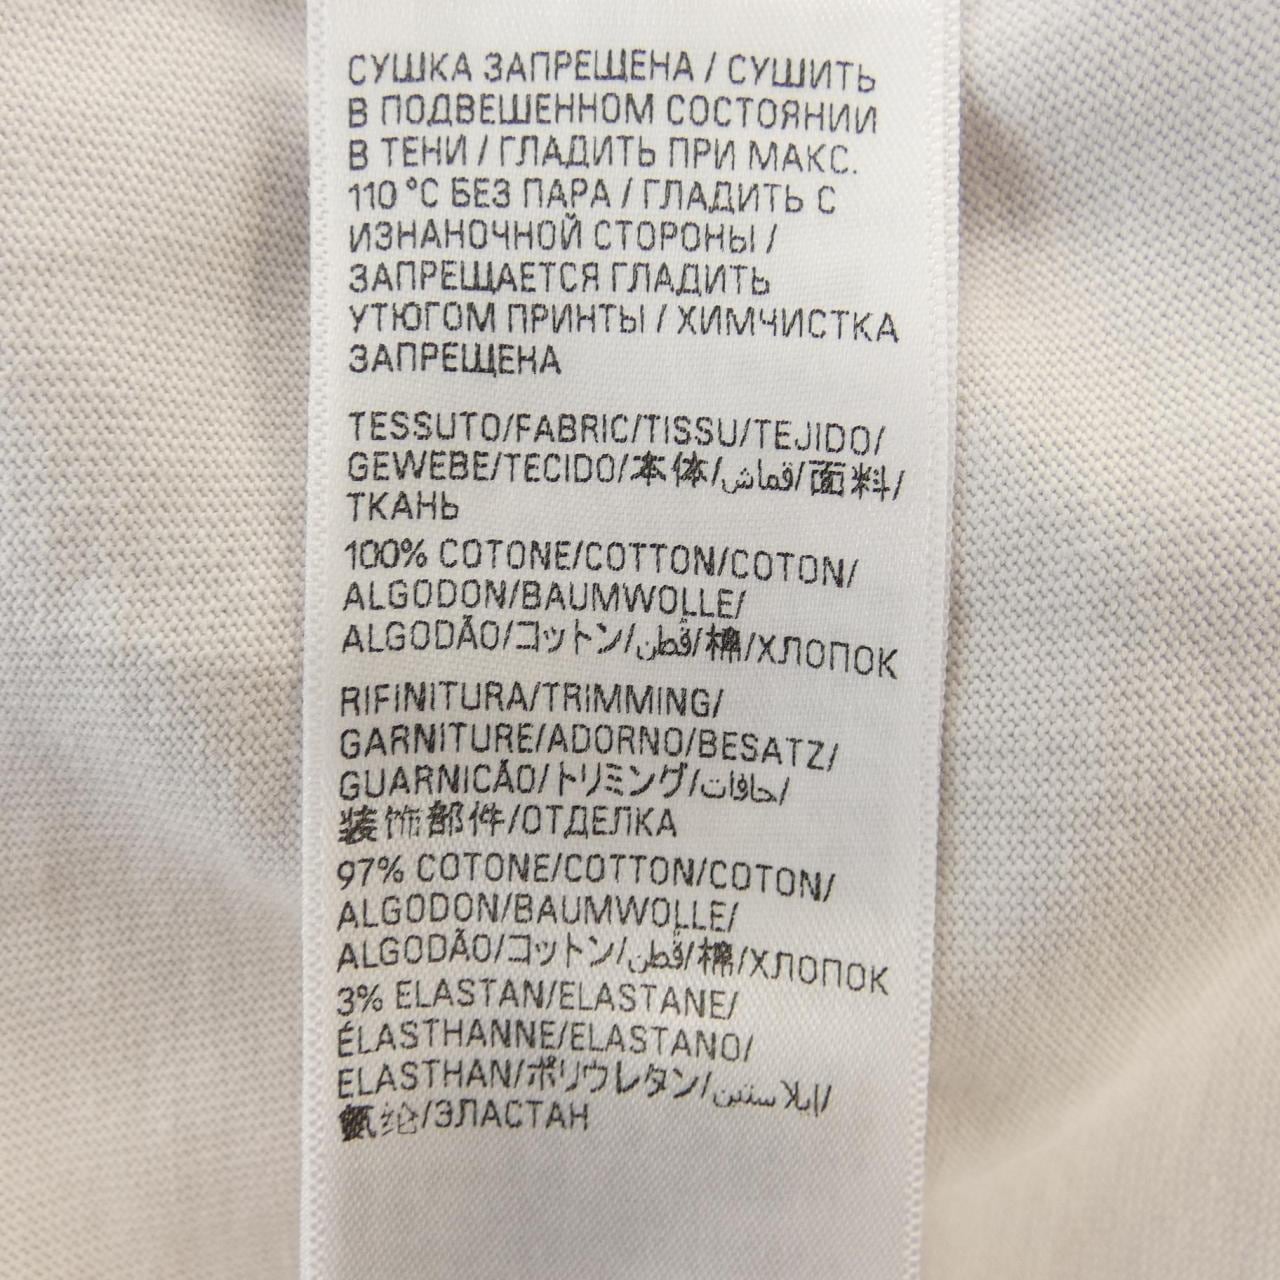 СУШКА ЗАПРЕЩЕНА / СУШИТЬ
В ПОДВЕШЕННОМ СОСТОЯНИИ
В ТЕНИ / ГЛАДИТЬ ПРИ МАКС.
110 °C БЕЗ ПАРА / ГЛАДИТЬ С
ИЗНАНОЧНОЙ СТОРОНЫ /
ЗАПРЕЩАЕТСЯ ГЛАДИТЬ
УТЮГОМ ПРИНТЫ / ХИМЧИСТКА
ЗАПРЕЩЕНА
TESSUTO/FABRIC/TISSU/TEJIDO/
GEWEBE/TECIDO/本体/قماش/面料/
ТКАНЬ
100% COTONE/COTTON/COTON/
ALGODON/BAUMWOLLE/
ALGODÃO/コットン/قطن/棉/ХЛОПОК
RIFINITURA/TRIMMING/
GARNITURE/ADORNO/BESATZ/
GUARNICÃO/トリミング/حافات/
装饰部件/ОТДЕЛКА
97% COTONE/COTTON/COTON/
ALGODON/BAUMWOLLE/
ALGODÃO/コットン/قطن/棉/ХЛОПОК
3% ELASTAN/ELASTANE/
ÉLASTHANNE/ELASTANO/
ELASTHAN/ポリウレタン/إيلاستين/
氨纶/ЭЛАСТАН